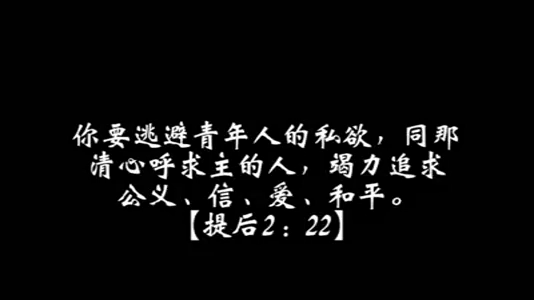 你要逃避青年人的私欲，同那
清心呼求主的人，竭力追求
公义、信、爱、和平。
【提后2：22】